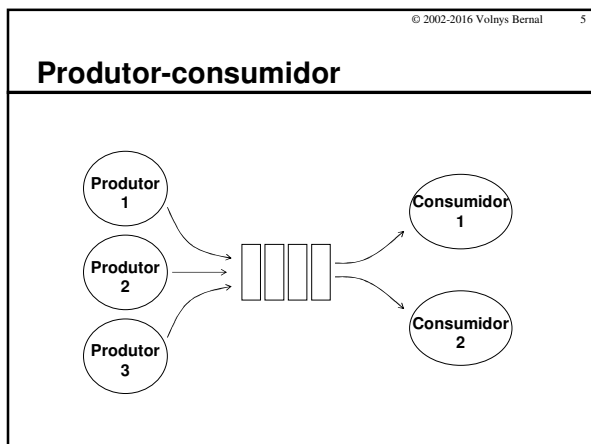 © 2002-2016 Volnys Bernal 5
Produtor-consumidor
Produtor
1
Produtor
2
Produtor
3
Consumidor
1
Consumidor
2